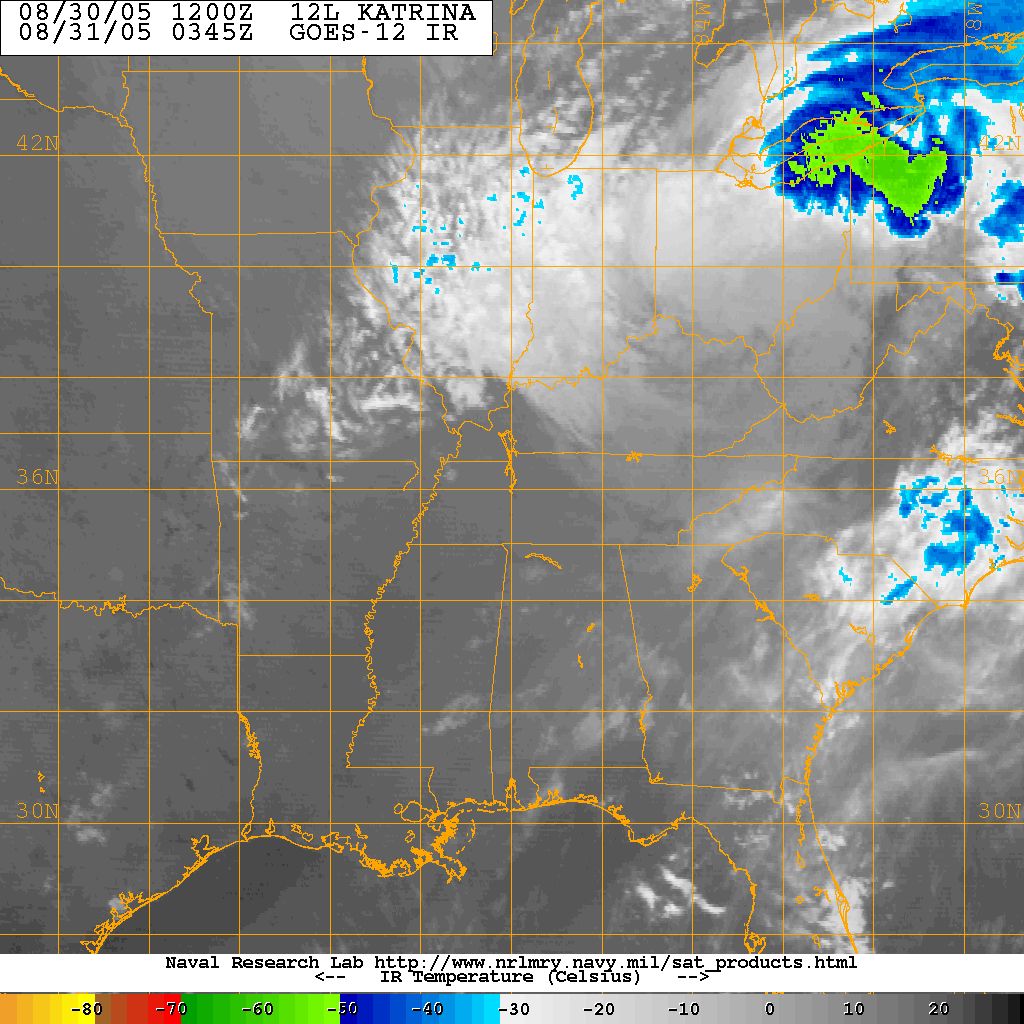 08/30/05 1200Z 12L KATRINA
08/31/05 0345Z GOES-12 IR
42N 42N
36N 36N
30N 30N
Naval Research Lab http://www.nrlmry.navy.mil/sat_products.html
<-- IR Temperature (Celsius) -->
-80 -70 -60 -50 -40 -30 -20 -10 0 10 20